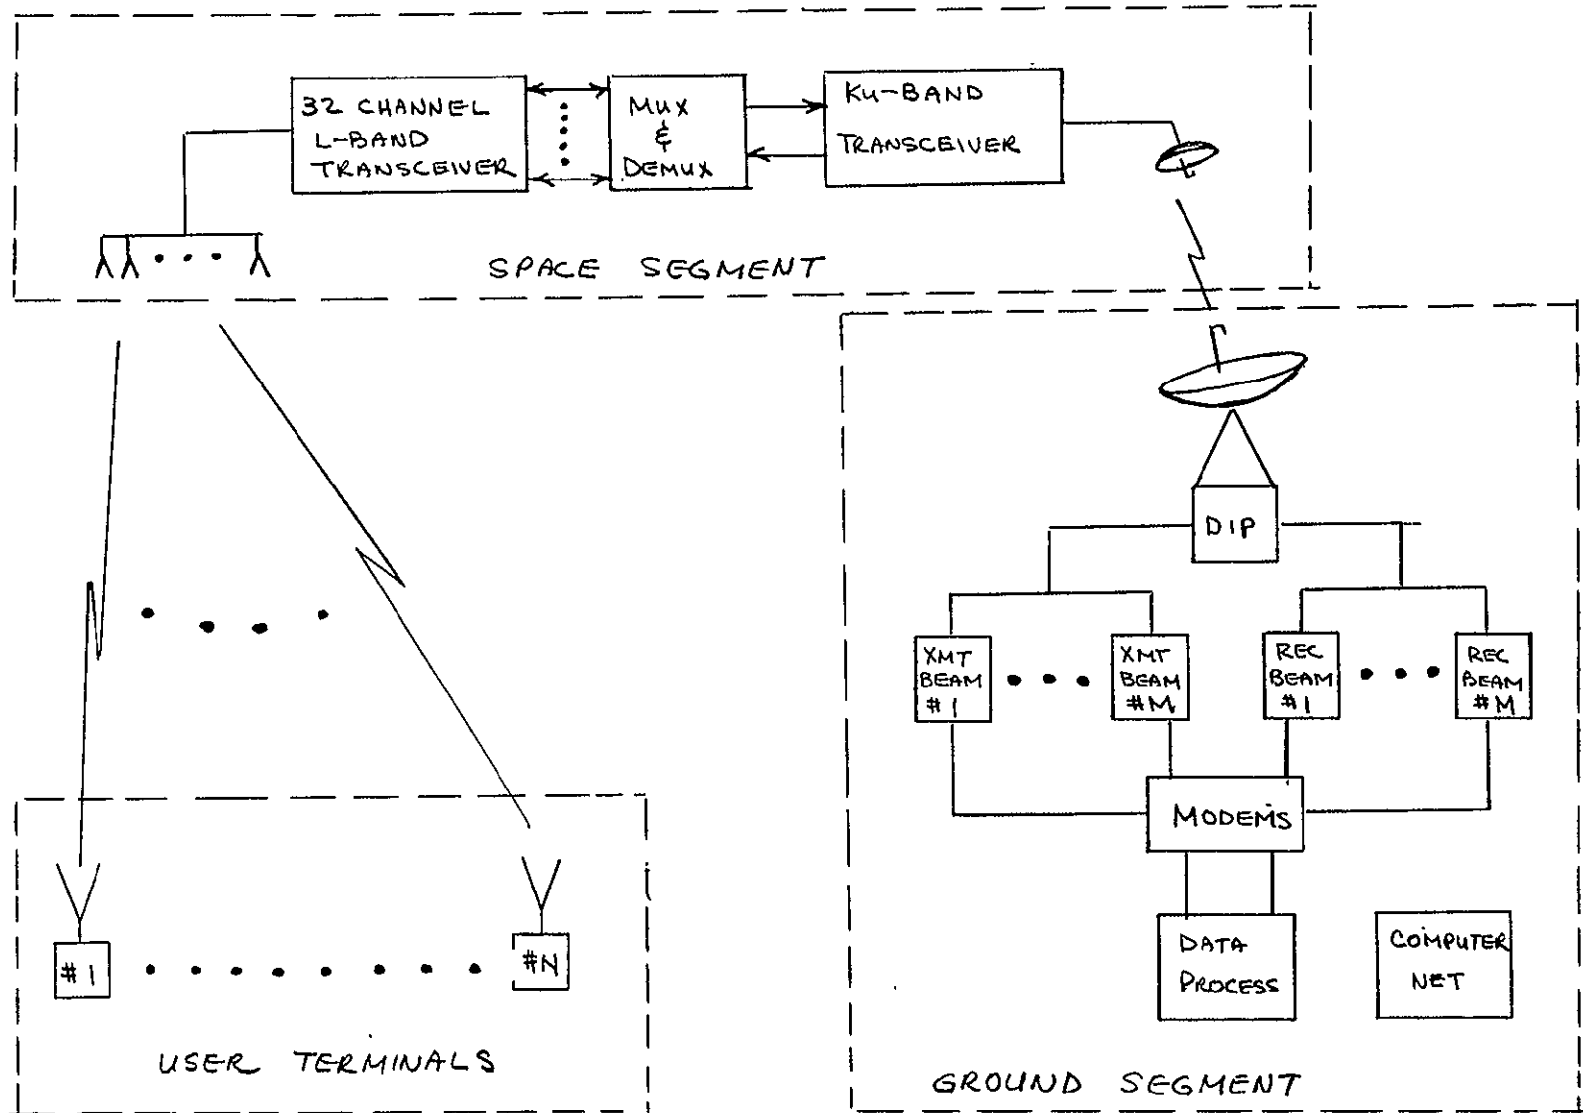 32 CHANNEL
L-BAND
TRANSCEIVER
MUX
&
DEMUX
KU-BAND
TRANSCEIVER
SPACE SEGMENT
DIP
XMT
BEAM
#1
XMT
BEAM
#M
REC
BEAM
#1
REC
BEAM
#M
MODEMS
DATA
PROCESS
COMPUTER
NET
GROUND SEGMENT
#1
#N
USER TERMINALS